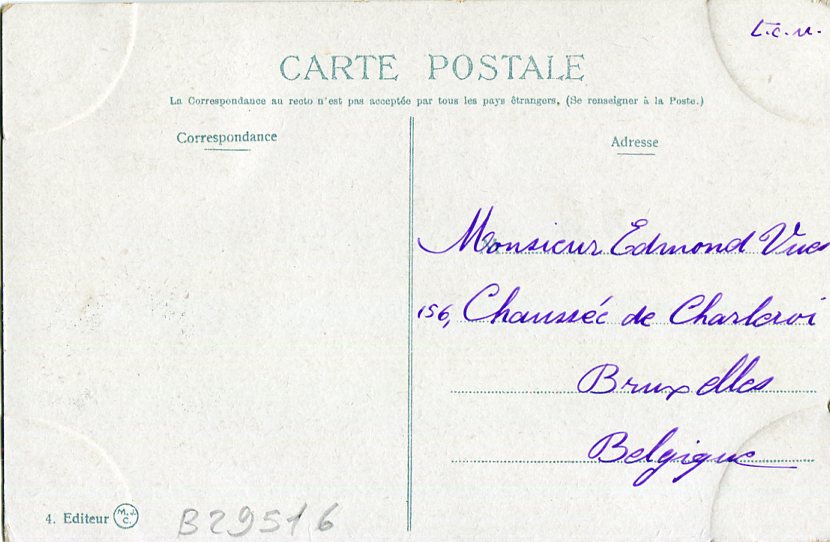 t.c.v.
CARTE POSTALE
La Correspondance au recto n'est pas acceptée par tous les pays étrangers, (Se renseigner à la Poste.)
Correspondance
Adresse
Monsieur Edmond
156, Chaussée de Charleroi
Bruxelles
Belgique
4. Editeur
B29516